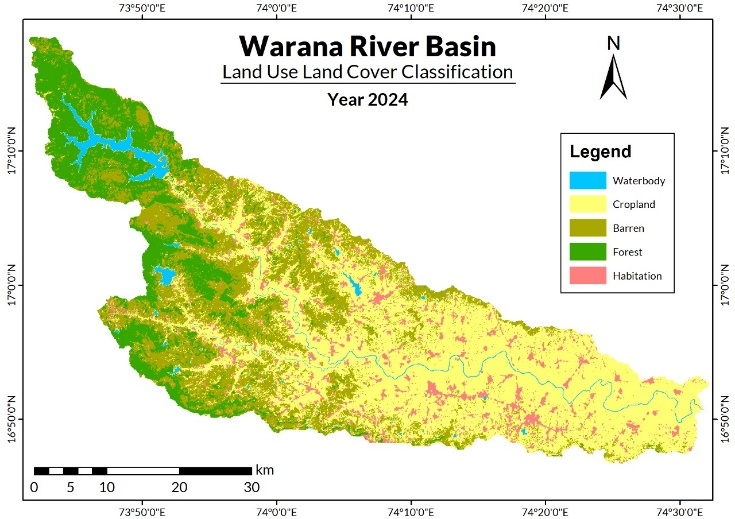 73°50'0"E 74°0'0"E 74°10'0"E 74°20'0"E 74°30'0"E
Warana River Basin
Land Use Land Cover Classification
Year 2024
N
17°10'0"N 17°10'0"N
Legend
Waterbody
Cropland
Barren
Forest
Habitation
17°0'0"N 17°0'0"N
16°50'0"N 16°50'0"N
km
0 5 10 20 30
73°50'0"E 74°0'0"E 74°10'0"E 74°20'0"E 74°30'0"E